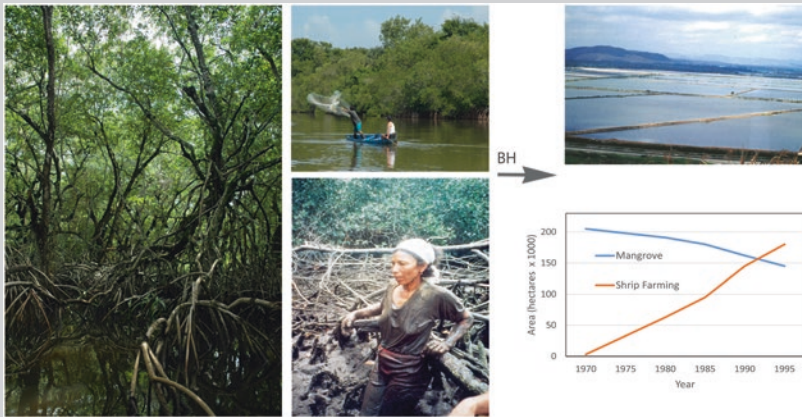 BH
Area (hectares x 1000)
200
150
100
50
0
Mangrove
Shrip Farming
1970 1975 1980 1985 1990 1995
Year